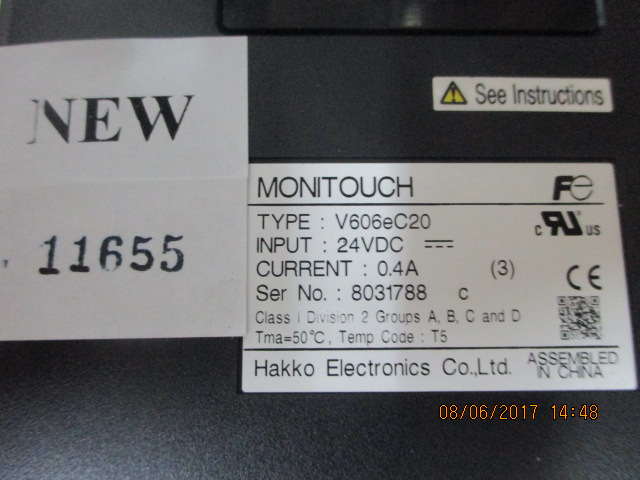 NEW
11655
See Instructions
MONITOUCH Fe
TYPE : V606eC20
INPUT : 24VDC
CURRENT : 0.4A (3)
Ser No. : 8031788 C
c RU us
CE
Class I Division 2 Groups A, B, C and D
Tma=50°C, Temp Code : T5
Hakko Electronics Co.,Ltd.
ASSEMBLED
IN CHINA
08/06/2017 14:48